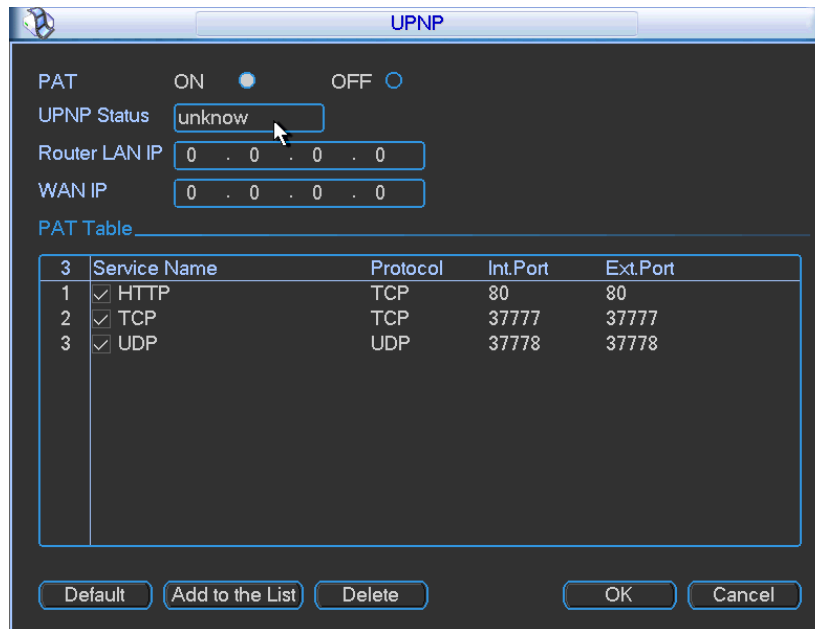 UPNP
PAT ON OFF
UPNP Status unknow
Router LAN IP 0 . 0 . 0 . 0
WAN IP 0 . 0 . 0 . 0
PAT Table
3 Service Name Protocol Int.Port Ext.Port
1 HTTP TCP 80 80
2 TCP TCP 37777 37777
3 UDP UDP 37778 37778
Default Add to the List Delete OK Cancel